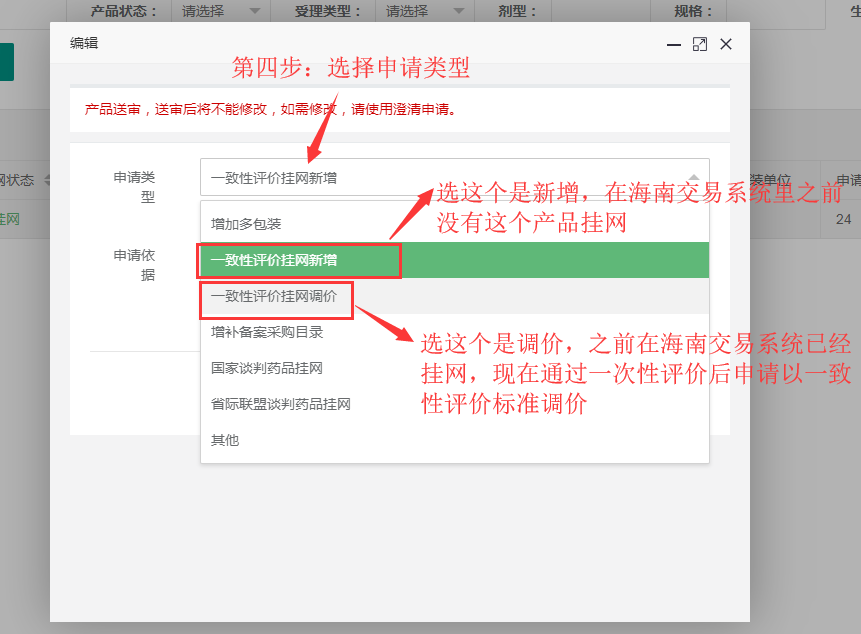 产品状态： 请选择 受理类型： 请选择 剂型： 规格： 生
编辑
第四步：选择申请类型
产品送审，送审后将不能修改，如需修改，请使用澄清申请。
网状态 装单位 申请
挂网 24
申请类型
一致性评价挂网新增
选这个是新增，在海南交易系统里之前
没有这个产品挂网
增加多包装
申请依据
一致性评价挂网新增
一致性评价挂网调价
增补备案采购目录
国家谈判药品挂网
省际联盟谈判药品挂网
其他
选这个是调价，之前在海南交易系统已经
挂网，现在通过一次性评价后申请以一致
性评价标准调价